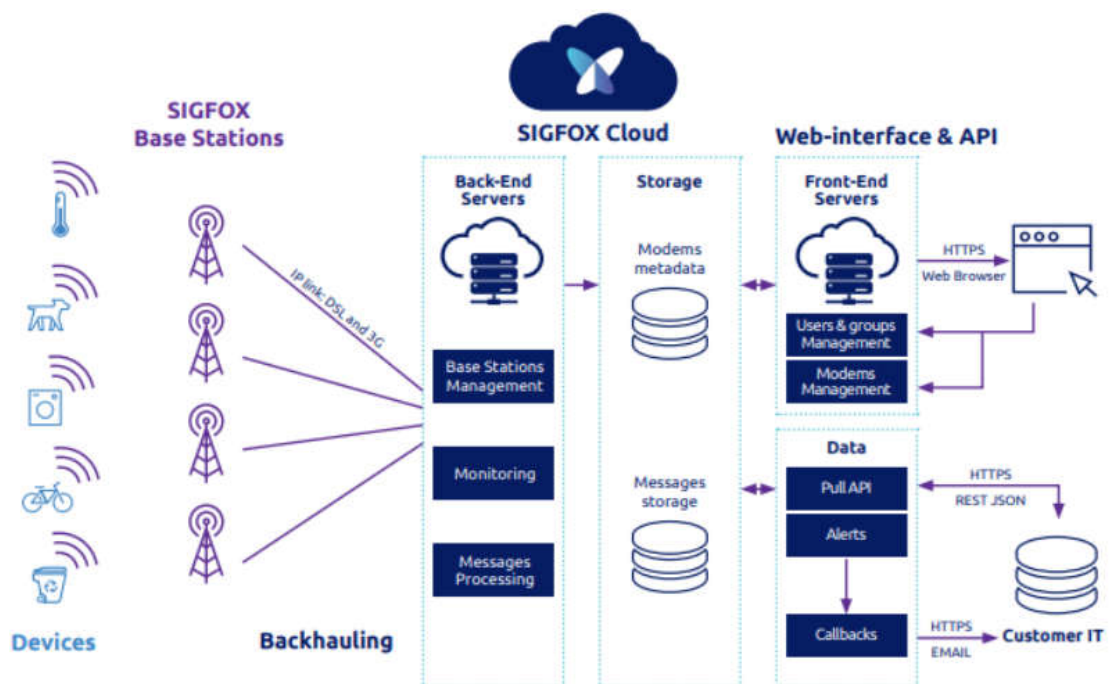 SIGFOX
Base Stations
SIGFOX Cloud
Web-interface & API
Back-End
Servers
Storage
Front-End
Servers
Modems
metadata
HTTPS
Web Browser
IP link: DSL and 3G
Users & groups
Management
Base Stations
Management
Modems
Management
Data
Monitoring
Messages
storage
Pull API
HTTPS
REST JSON
Alerts
Messages
Processing
Devices
Backhauling
Callbacks
HTTPS
EMAIL
Customer IT